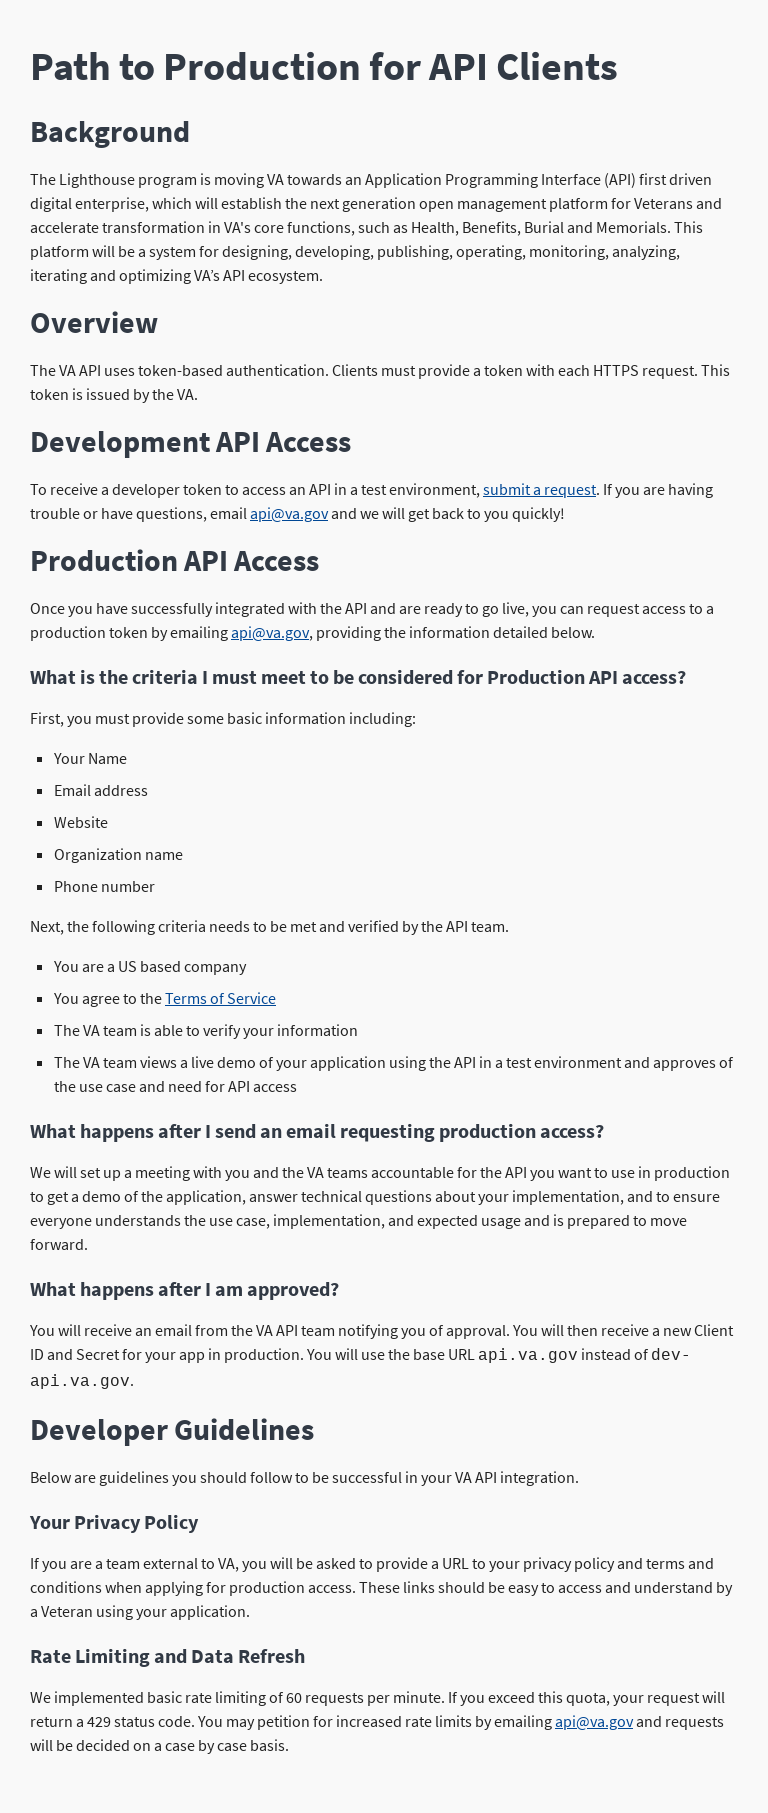 Path to Production for API Clients
Background
The Lighthouse program is moving VA towards an Application Programming Interface (API) first driven
digital enterprise, which will establish the next generation open management platform for Veterans and
accelerate transformation in VA's core functions, such as Health, Benefits, Burial and Memorials. This
platform will be a system for designing, developing, publishing, operating, monitoring, analyzing,
iterating and optimizing VA’s API ecosystem.
Overview
The VA API uses token-based authentication. Clients must provide a token with each HTTPS request. This
token is issued by the VA.
Development API Access
To receive a developer token to access an API in a test environment, submit a request. If you are having
trouble or have questions, email api@va.gov and we will get back to you quickly!
Production API Access
Once you have successfully integrated with the API and are ready to go live, you can request access to a
production token by emailing api@va.gov, providing the information detailed below.
What is the criteria I must meet to be considered for Production API access?
First, you must provide some basic information including:
▪ Your Name
▪ Email address
▪ Website
▪ Organization name
▪ Phone number
Next, the following criteria needs to be met and verified by the API team.
▪ You are a US based company
▪ You agree to the Terms of Service
▪ The VA team is able to verify your information
▪ The VA team views a live demo of your application using the API in a test environment and approves of
the use case and need for API access
What happens after I send an email requesting production access?
We will set up a meeting with you and the VA teams accountable for the API you want to use in production
to get a demo of the application, answer technical questions about your implementation, and to ensure
everyone understands the use case, implementation, and expected usage and is prepared to move
forward.
What happens after I am approved?
You will receive an email from the VA API team notifying you of approval. You will then receive a new Client
ID and Secret for your app in production. You will use the base URL api.va.gov instead of dev-
api.va.gov.
Developer Guidelines
Below are guidelines you should follow to be successful in your VA API integration.
Your Privacy Policy
If you are a team external to VA, you will be asked to provide a URL to your privacy policy and terms and
conditions when applying for production access. These links should be easy to access and understand by
a Veteran using your application.
Rate Limiting and Data Refresh
We implemented basic rate limiting of 60 requests per minute. If you exceed this quota, your request will
return a 429 status code. You may petition for increased rate limits by emailing api@va.gov and requests
will be decided on a case by case basis.